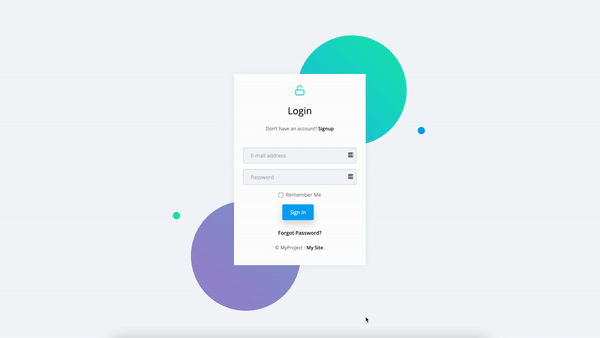 Login
Don't have an account? Signup
E-mail address
Password
Remember Me
Sign In
Forgot Password?
© MyProject - My Site.